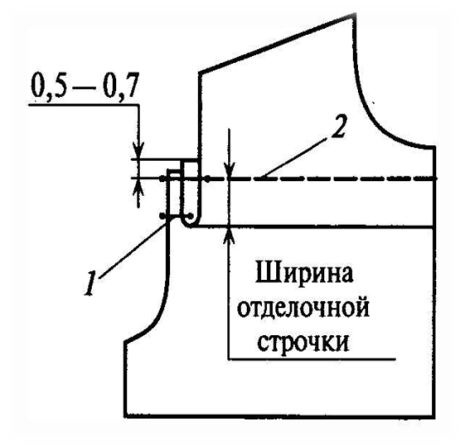 0,5—0,7
2
1
Ширина
отделочной
строчки